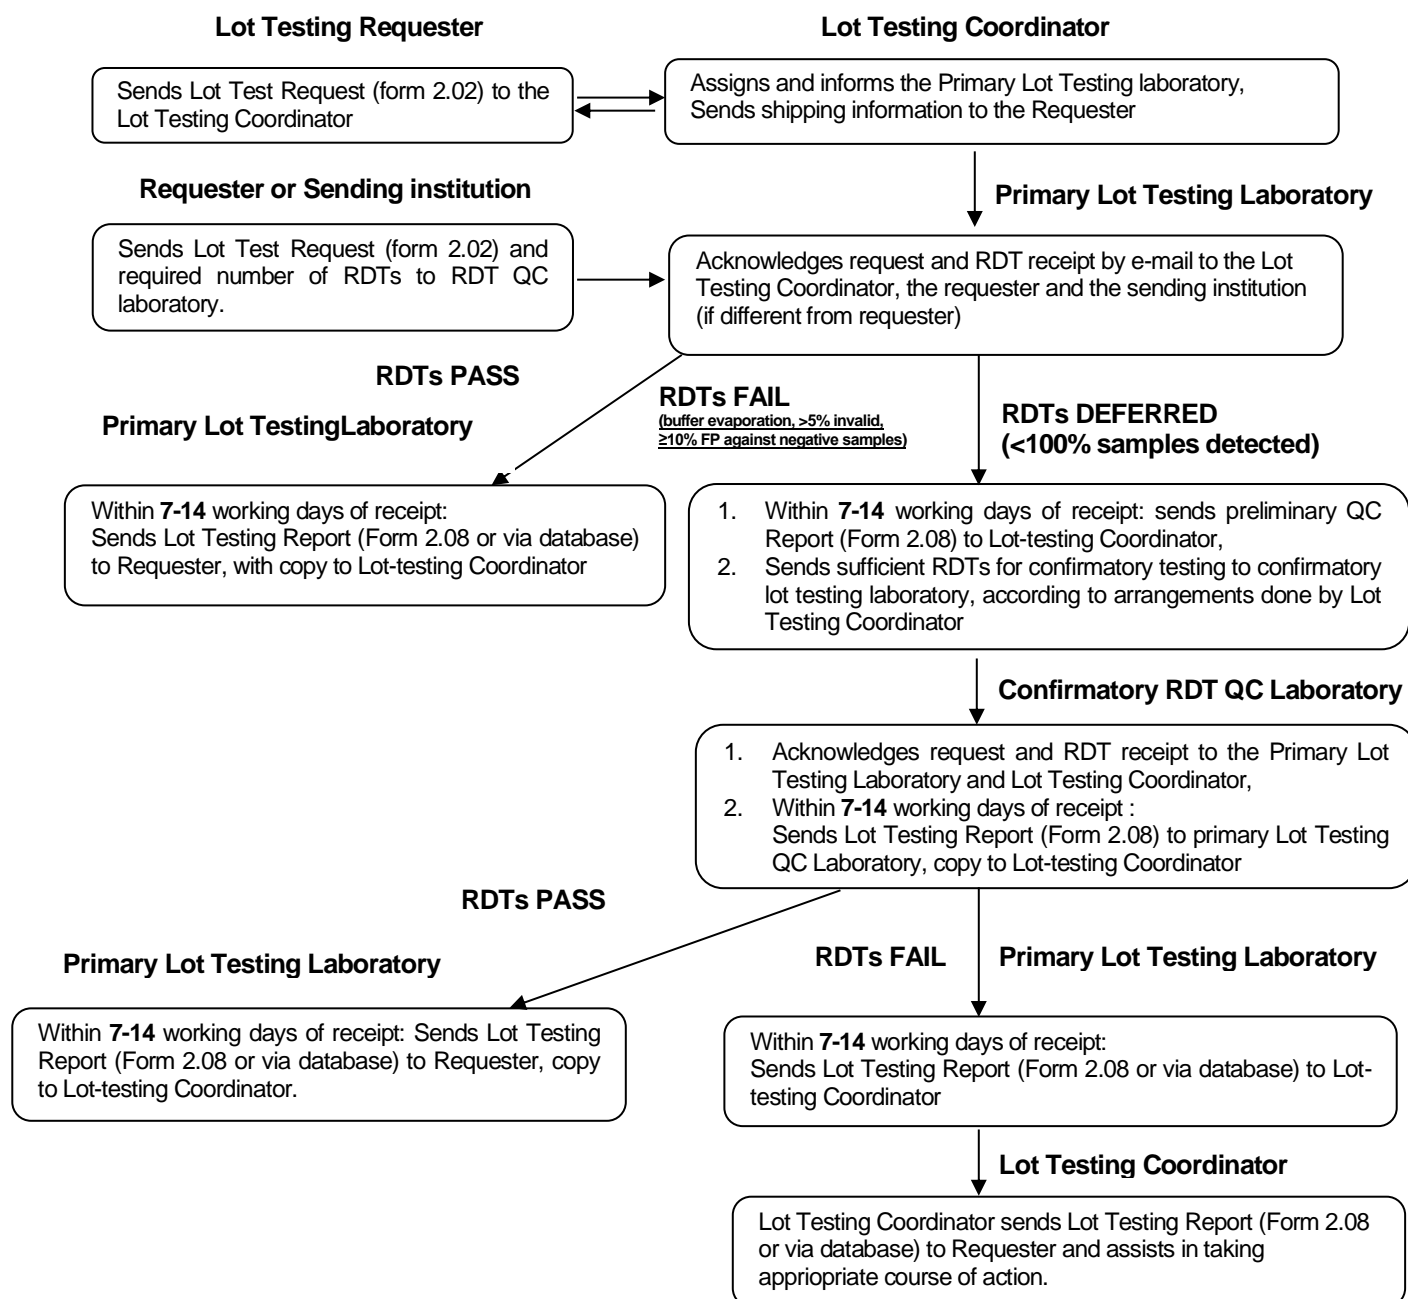 Lot Testing Requester
Lot Testing Coordinator
Sends Lot Test Request (form 2.02) to the
Lot Testing Coordinator
Assigns and informs the Primary Lot Testing laboratory,
Sends shipping information to the Requester
Requester or Sending institution
Primary Lot Testing Laboratory
Sends Lot Test Request (form 2.02) and
required number of RDTs to RDT QC
laboratory.
Acknowledges request and RDT receipt by e-mail to the Lot
Testing Coordinator, the requester and the sending institution
(if different from requester)
RDTs PASS
RDTs FAIL
(buffer evaporation, >5% invalid,
≥10% FP against negative samples)
RDTs DEFERRED
(<100% samples detected)
Primary Lot TestingLaboratory
Within 7-14 working days of receipt:
Sends Lot Testing Report (Form 2.08 or via database)
to Requester, with copy to Lot-testing Coordinator
1. Within 7-14 working days of receipt: sends preliminary QC
Report (Form 2.08) to Lot-testing Coordinator,
2. Sends sufficient RDTs for confirmatory testing to confirmatory
lot testing laboratory, according to arrangements done by Lot
Testing Coordinator
Confirmatory RDT QC Laboratory
1. Acknowledges request and RDT receipt to the Primary Lot
Testing Laboratory and Lot Testing Coordinator,
2. Within 7-14 working days of receipt :
Sends Lot Testing Report (Form 2.08) to primary Lot Testing
QC Laboratory, copy to Lot-testing Coordinator
RDTs PASS
Primary Lot Testing Laboratory
RDTs FAIL
Primary Lot Testing Laboratory
Within 7-14 working days of receipt: Sends Lot Testing
Report (Form 2.08 or via database) to Requester, copy
to Lot-testing Coordinator.
Within 7-14 working days of receipt:
Sends Lot Testing Report (Form 2.08 or via database) to Lot-
testing Coordinator
Lot Testing Coordinator
Lot Testing Coordinator sends Lot Testing Report (Form 2.08
or via database) to Requester and assists in taking
appriopriate course of action.